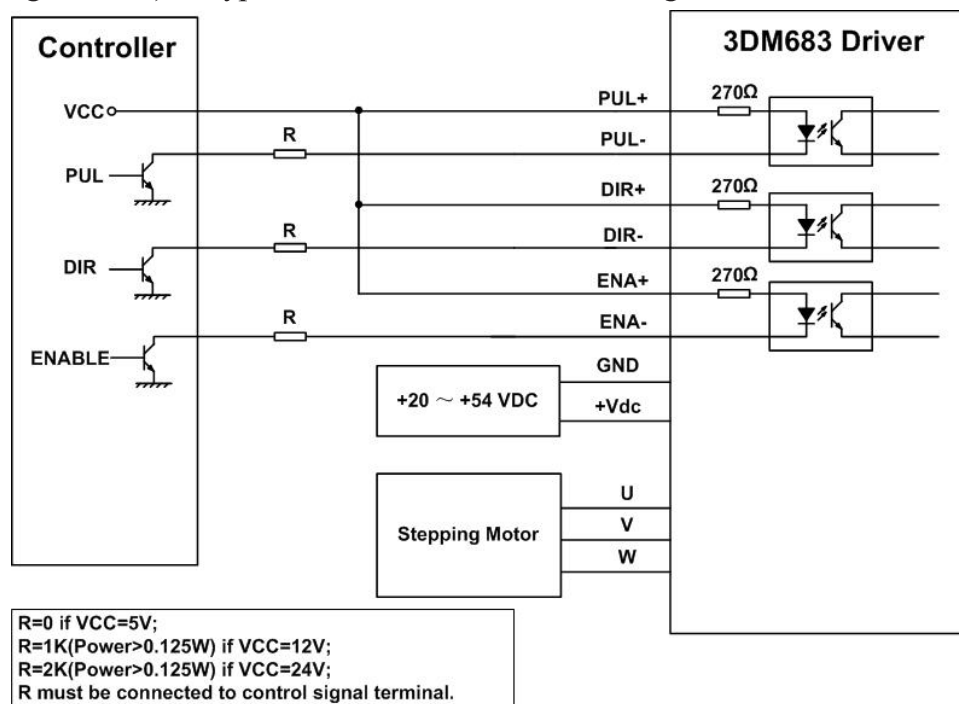 Controller
3DM683 Driver
VCC
PUL+
270Ω
R
PUL-
PUL
DIR+
270Ω
R
DIR-
DIR
ENA+
270Ω
R
ENA-
ENABLE
GND
+20 ～ +54 VDC
+Vdc
U
Stepping Motor
V
W
R=0 if VCC=5V;
R=1K(Power>0.125W) if VCC=12V;
R=2K(Power>0.125W) if VCC=24V;
R must be connected to control signal terminal.